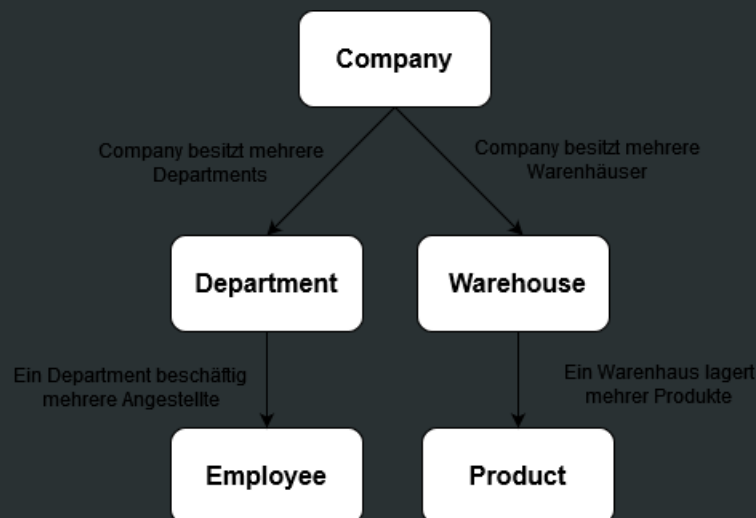 Company
Company besitzt mehrere
Departments
Company besitzt mehrere
Warenhäuser
Department
Warehouse
Ein Department beschäftig
mehrere Angestellte
Ein Warenhaus lagert
mehrer Produkte
Employee
Product